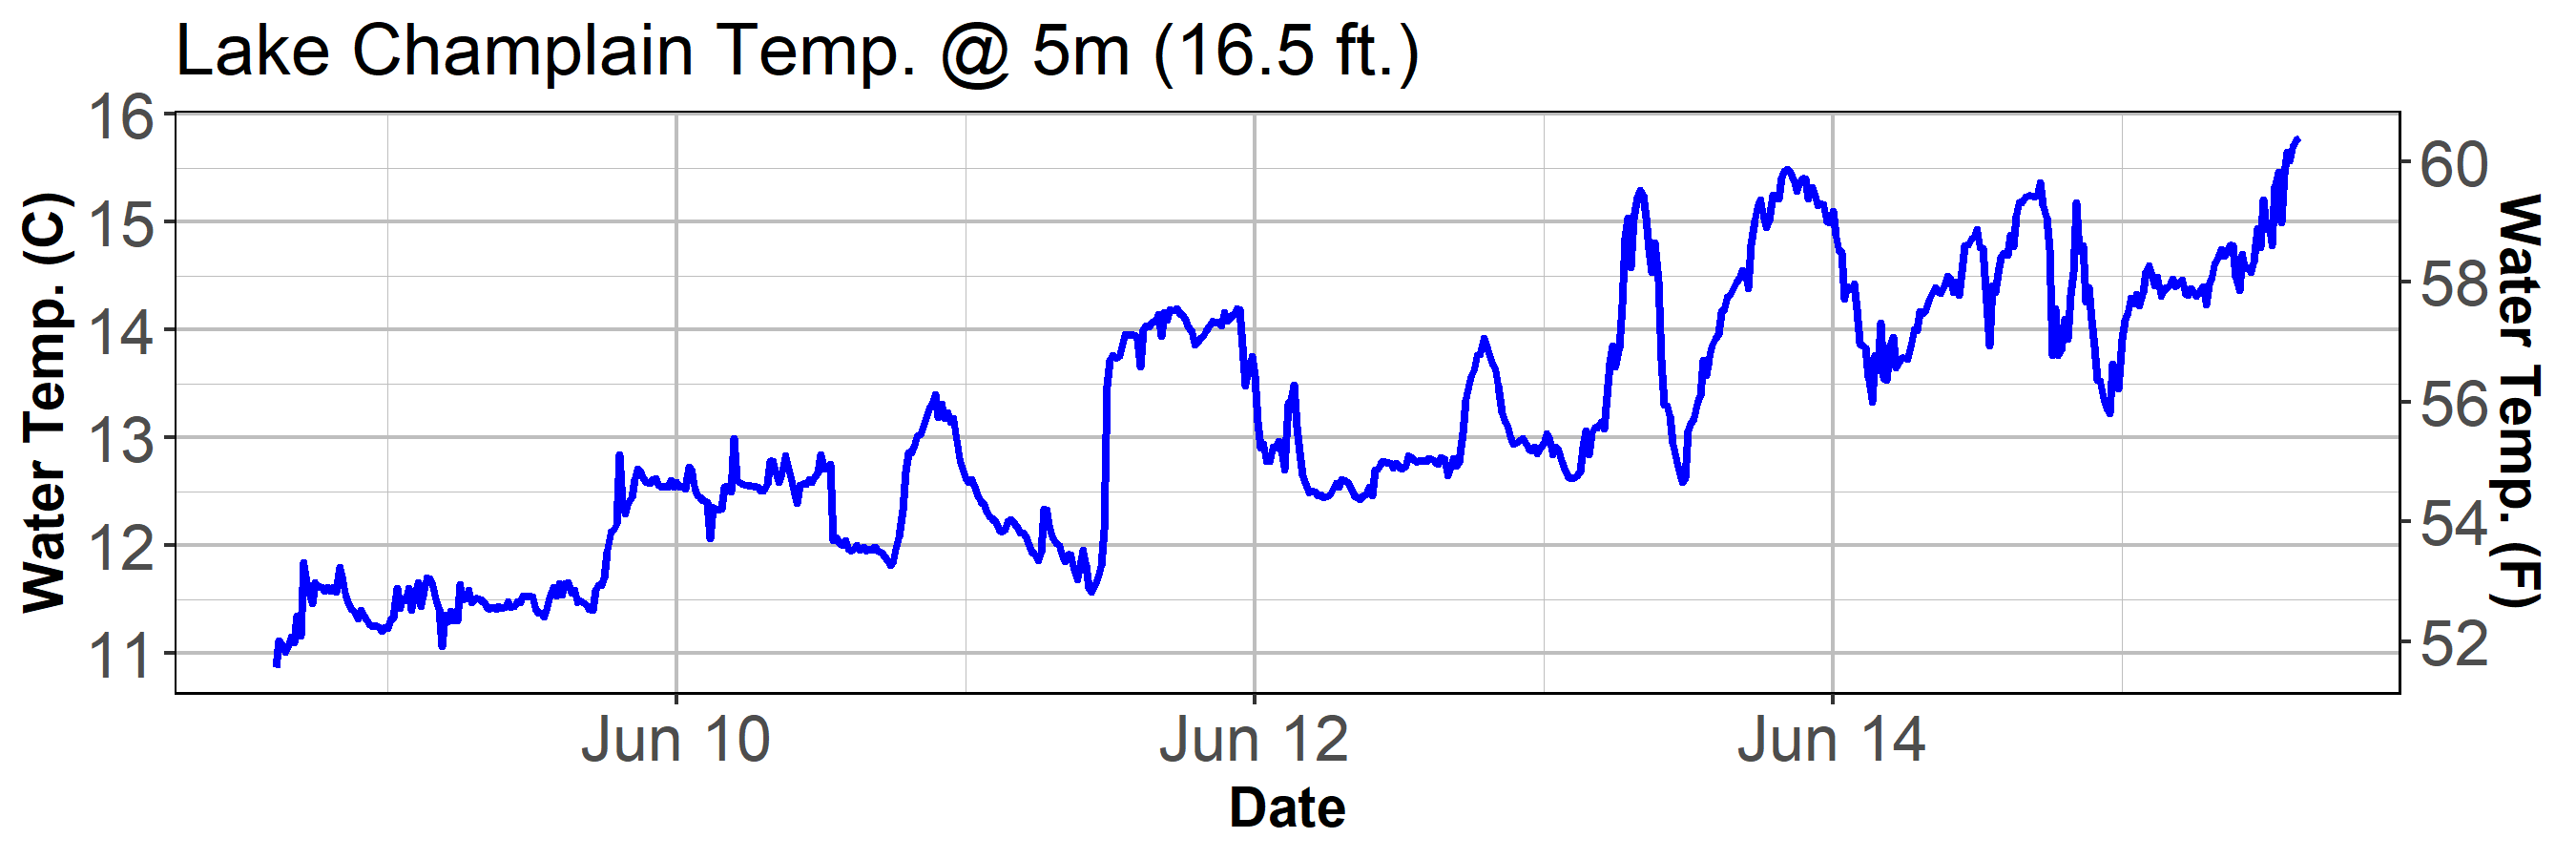 Lake Champlain Temp. @ 5m (16.5 ft.)
Water Temp. (C)
16
15
14
13
12
11
60
58
56
54
52
Water Temp. (F)
Jun 10
Jun 12
Jun 14
Date